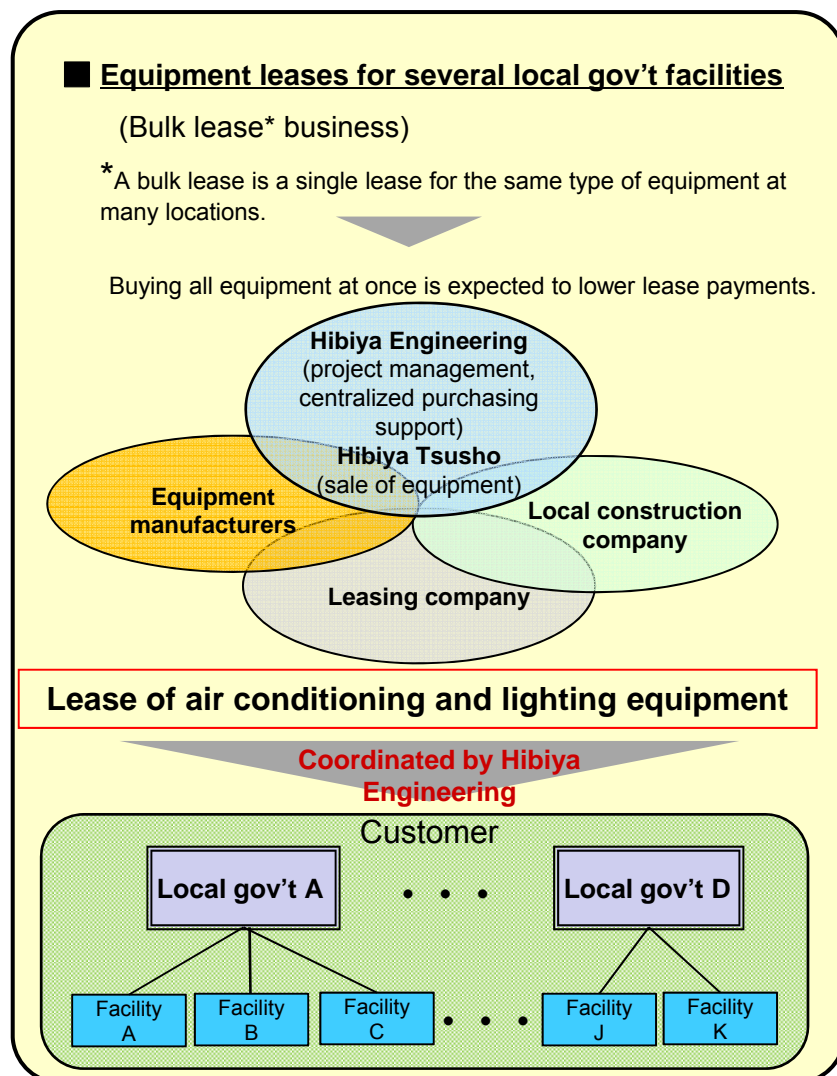 ■ Equipment leases for several local gov’t facilities
(Bulk lease* business)
*A bulk lease is a single lease for the same type of equipment at
many locations.
Buying all equipment at once is expected to lower lease payments.
Hibiya Engineering
(project management,
centralized purchasing
support)
Hibiya Tsusho
(sale of equipment)
Equipment
manufacturers
Local construction
company
Leasing company
Lease of air conditioning and lighting equipment
Coordinated by Hibiya
Engineering
Customer
Local gov’t A
• • •
Local gov’t D
Facility
A
Facility
B
Facility
C
• • •
Facility
J
Facility
K